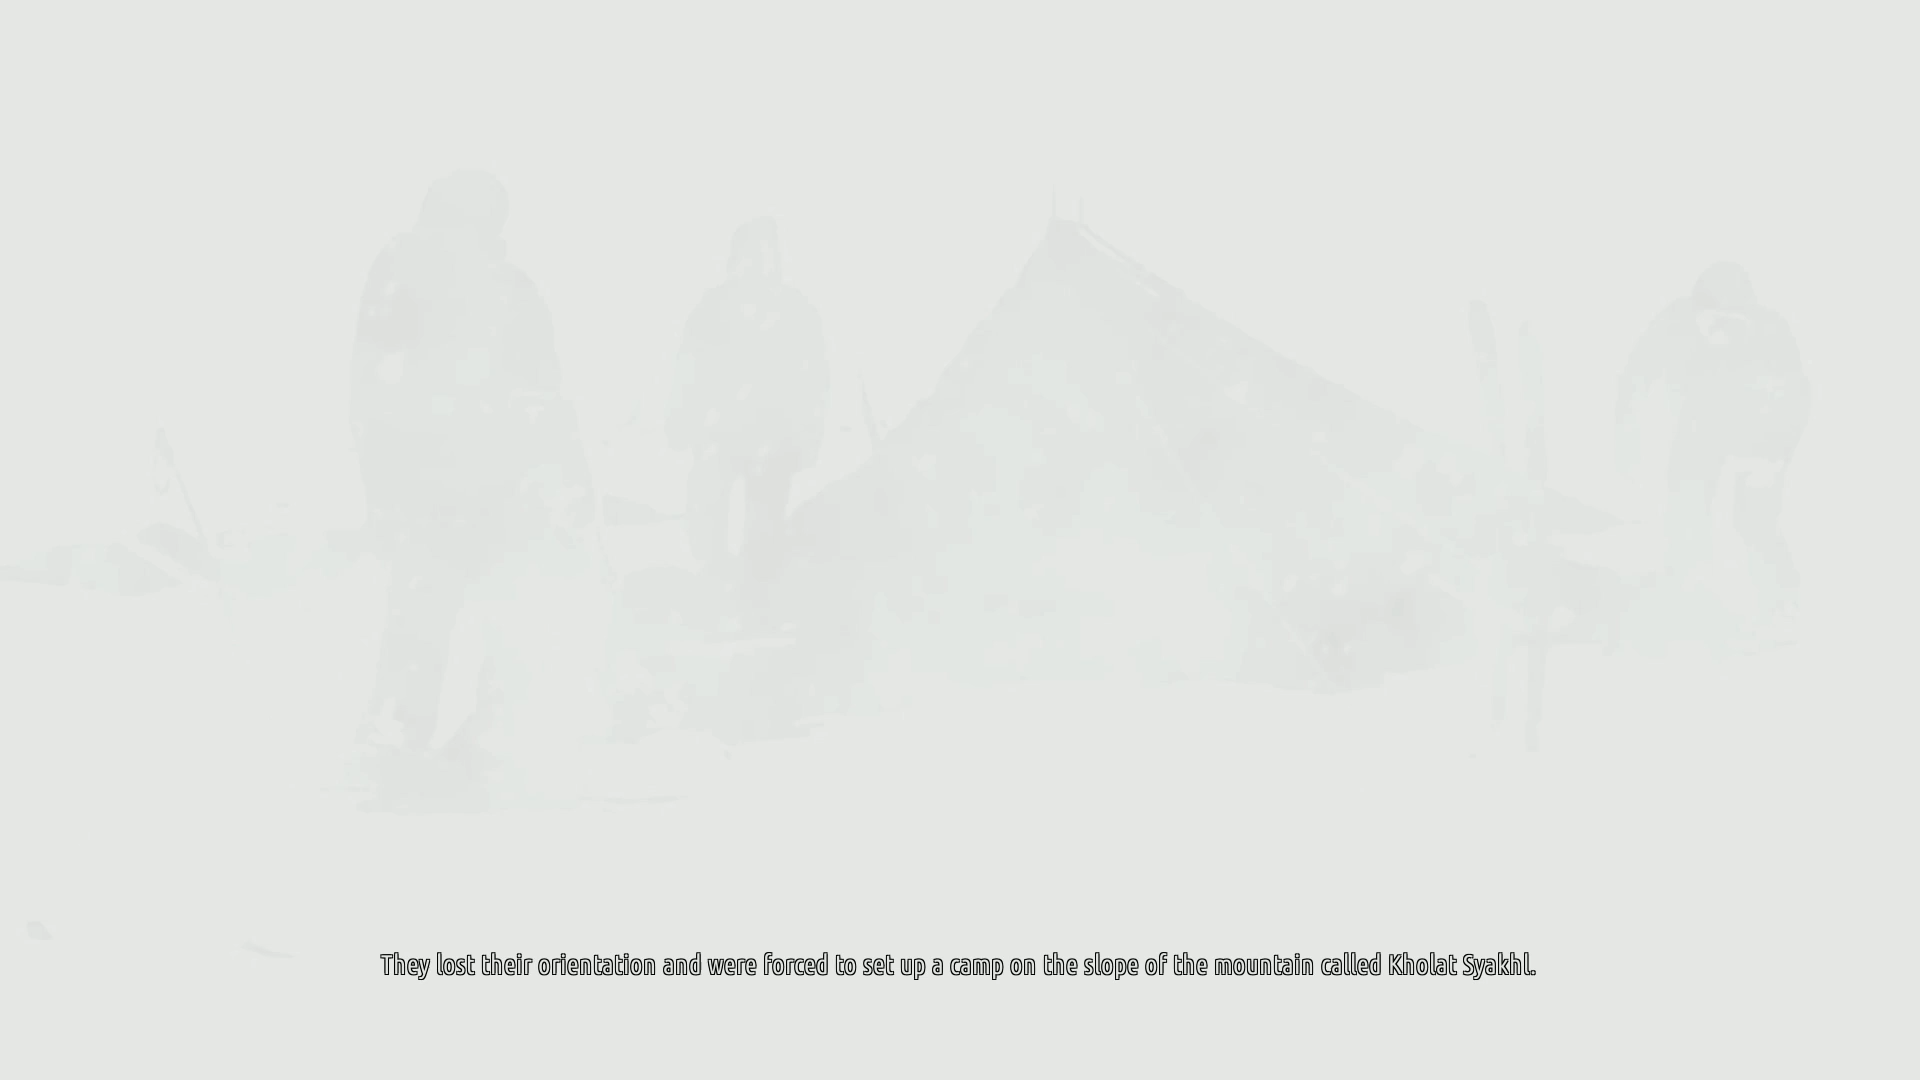 They lost their orientation and were forced to set up a camp on the slope of the mountain called Kholat Syakhl.